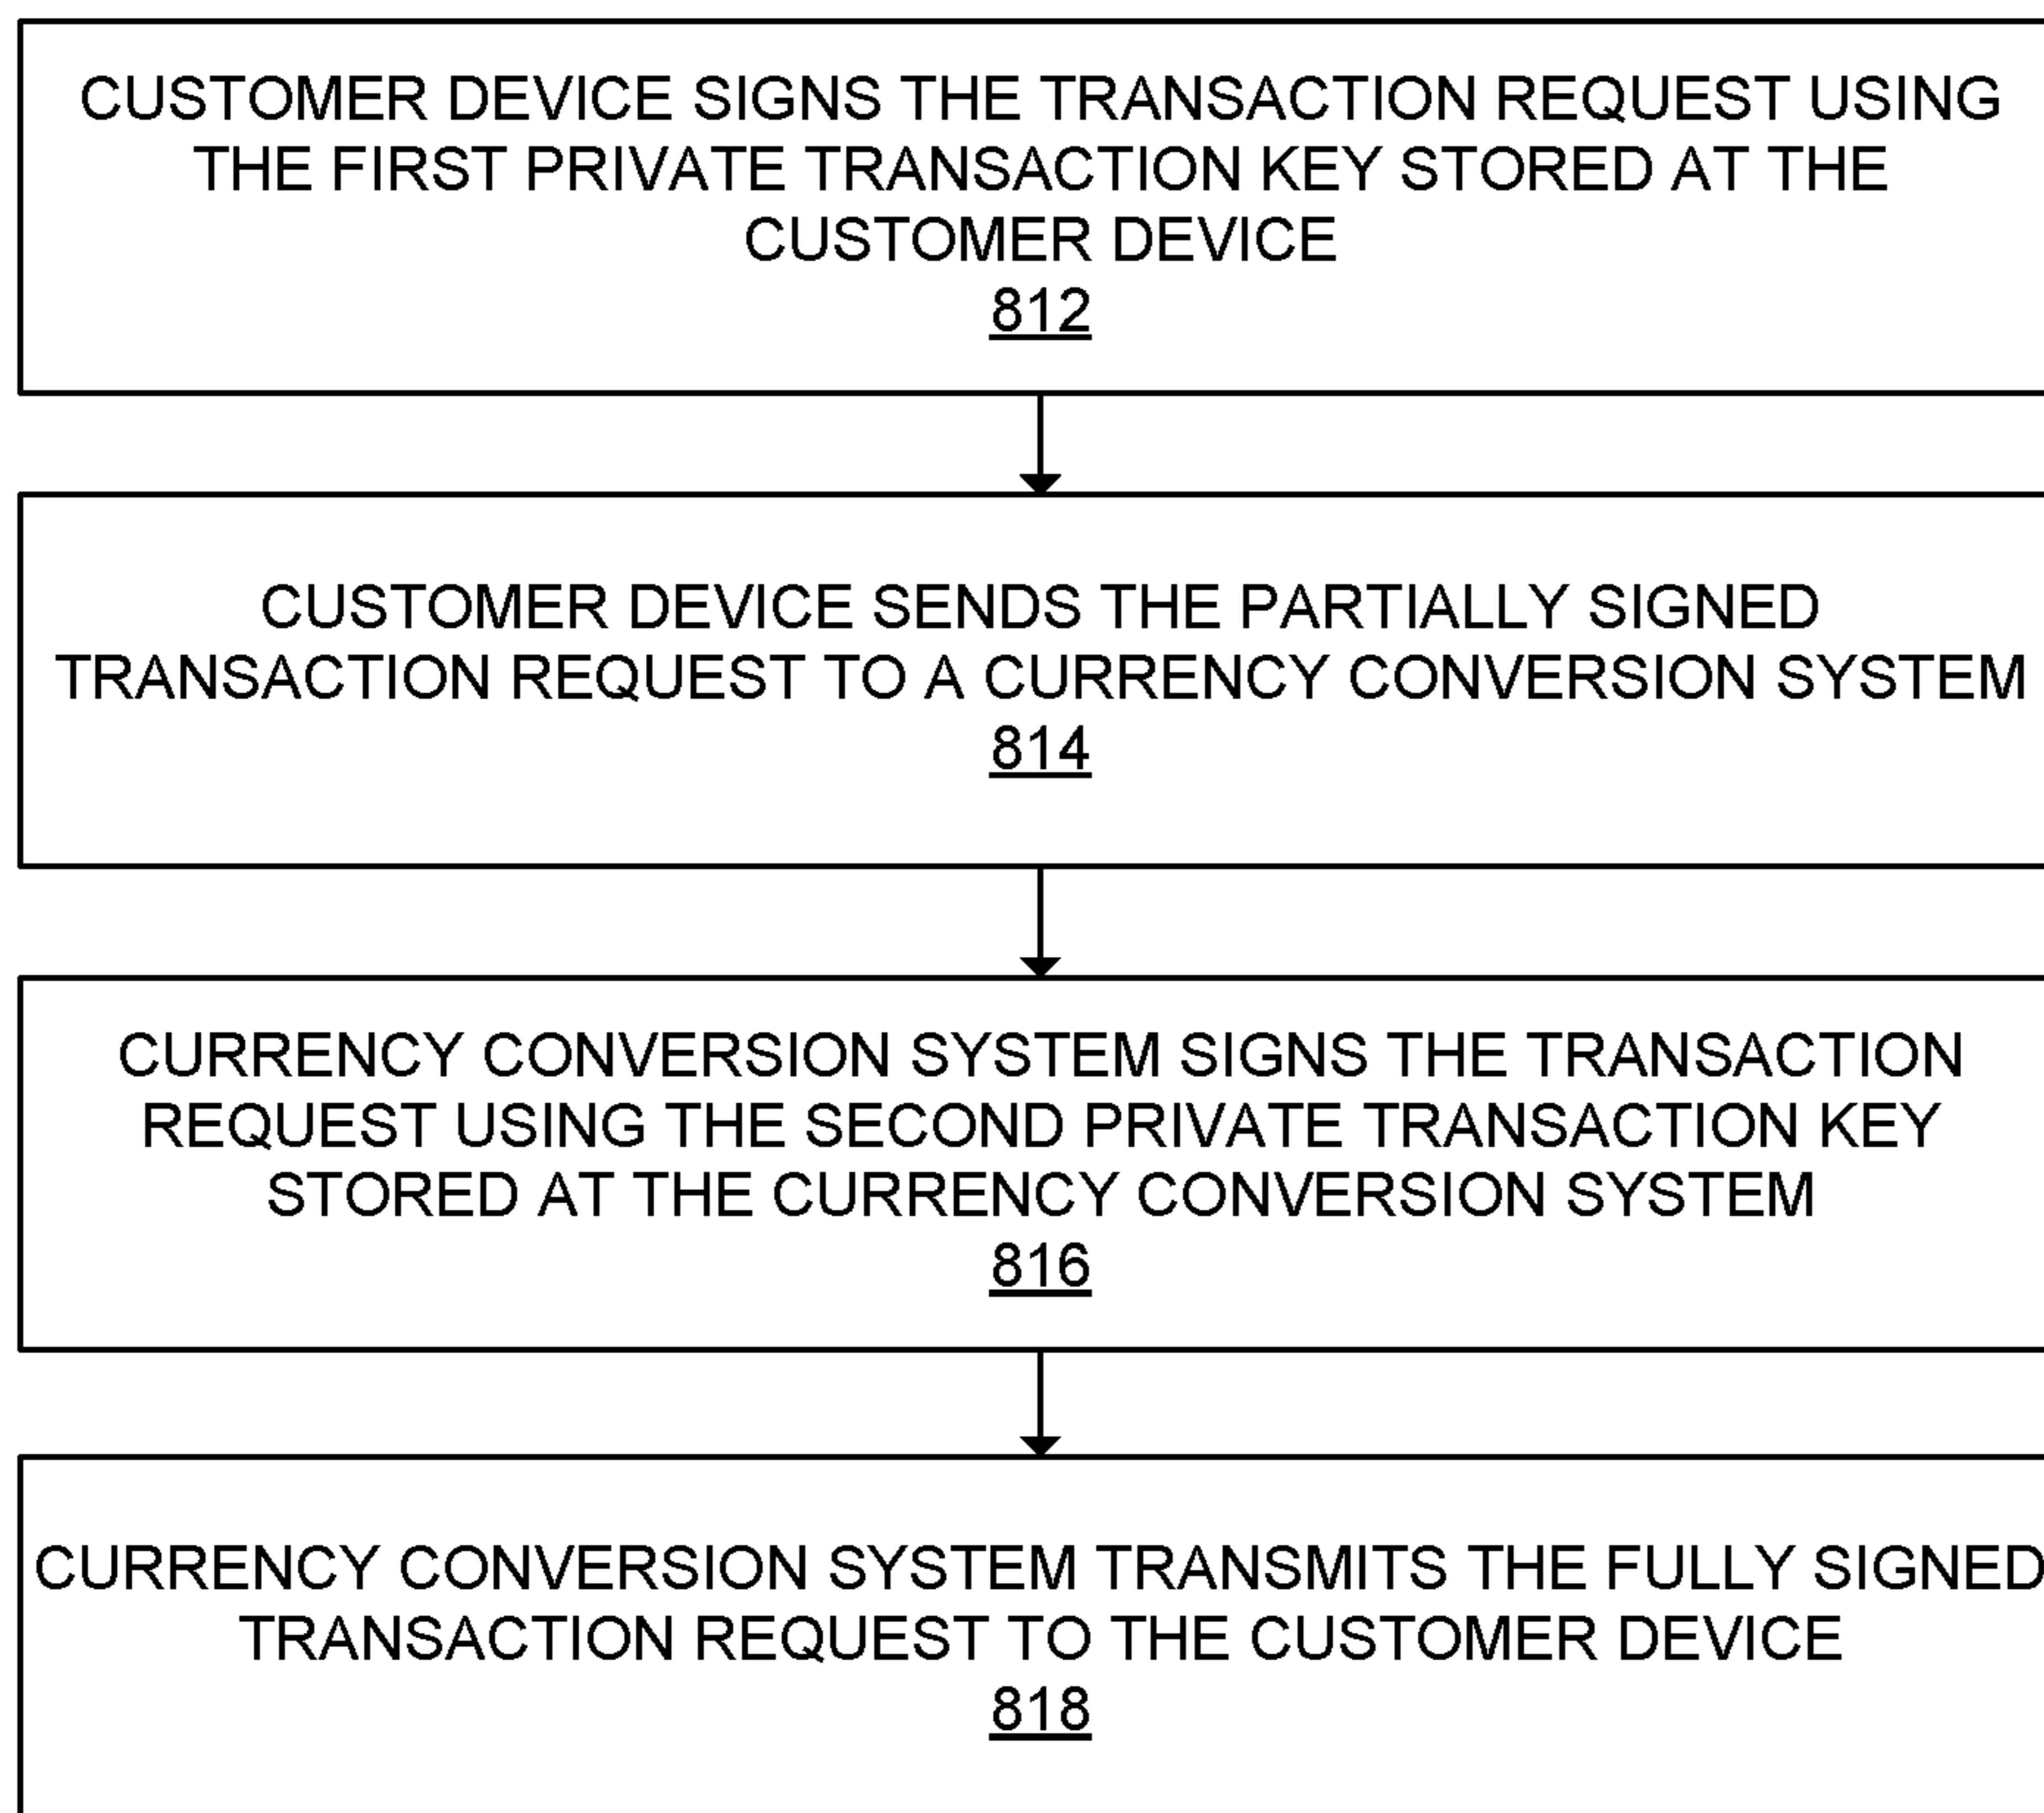 CUSTOMER DEVICE SIGNS THE TRANSACTION REQUEST USING
THE FIRST PRIVATE TRANSACTION KEY STORED AT THE
CUSTOMER DEVICE
812
CUSTOMER DEVICE SENDS THE PARTIALLY SIGNED
TRANSACTION REQUEST TO A CURRENCY CONVERSION SYSTEM
814
CURRENCY CONVERSION SYSTEM SIGNS THE TRANSACTION
REQUEST USING THE SECOND PRIVATE TRANSACTION KEY
STORED AT THE CURRENCY CONVERSION SYSTEM
816
CURRENCY CONVERSION SYSTEM TRANSMITS THE FULLY SIGNED
TRANSACTION REQUEST TO THE CUSTOMER DEVICE
818